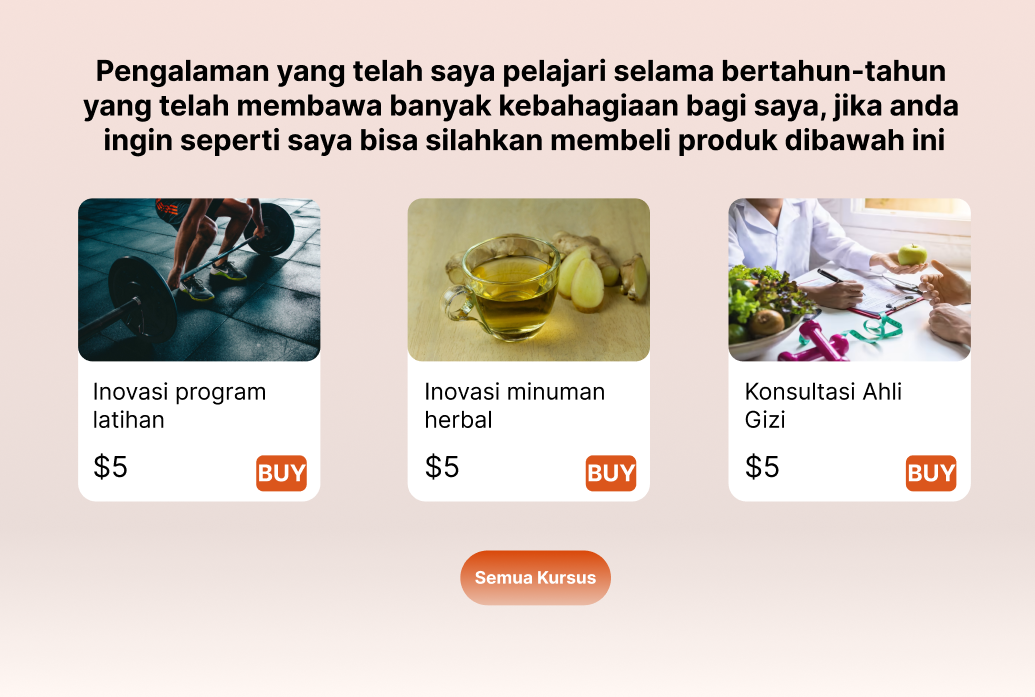 Pengalaman yang telah saya pelajari selama bertahun-tahun
yang telah membawa banyak kebahagiaan bagi saya, jika anda
ingin seperti saya bisa silahkan membeli produk dibawah ini
Inovasi program
latihan
$5
BUY
Inovasi minuman
herbal
$5
BUY
Konsultasi Ahli
Gizi
$5
BUY
Semua Kursus